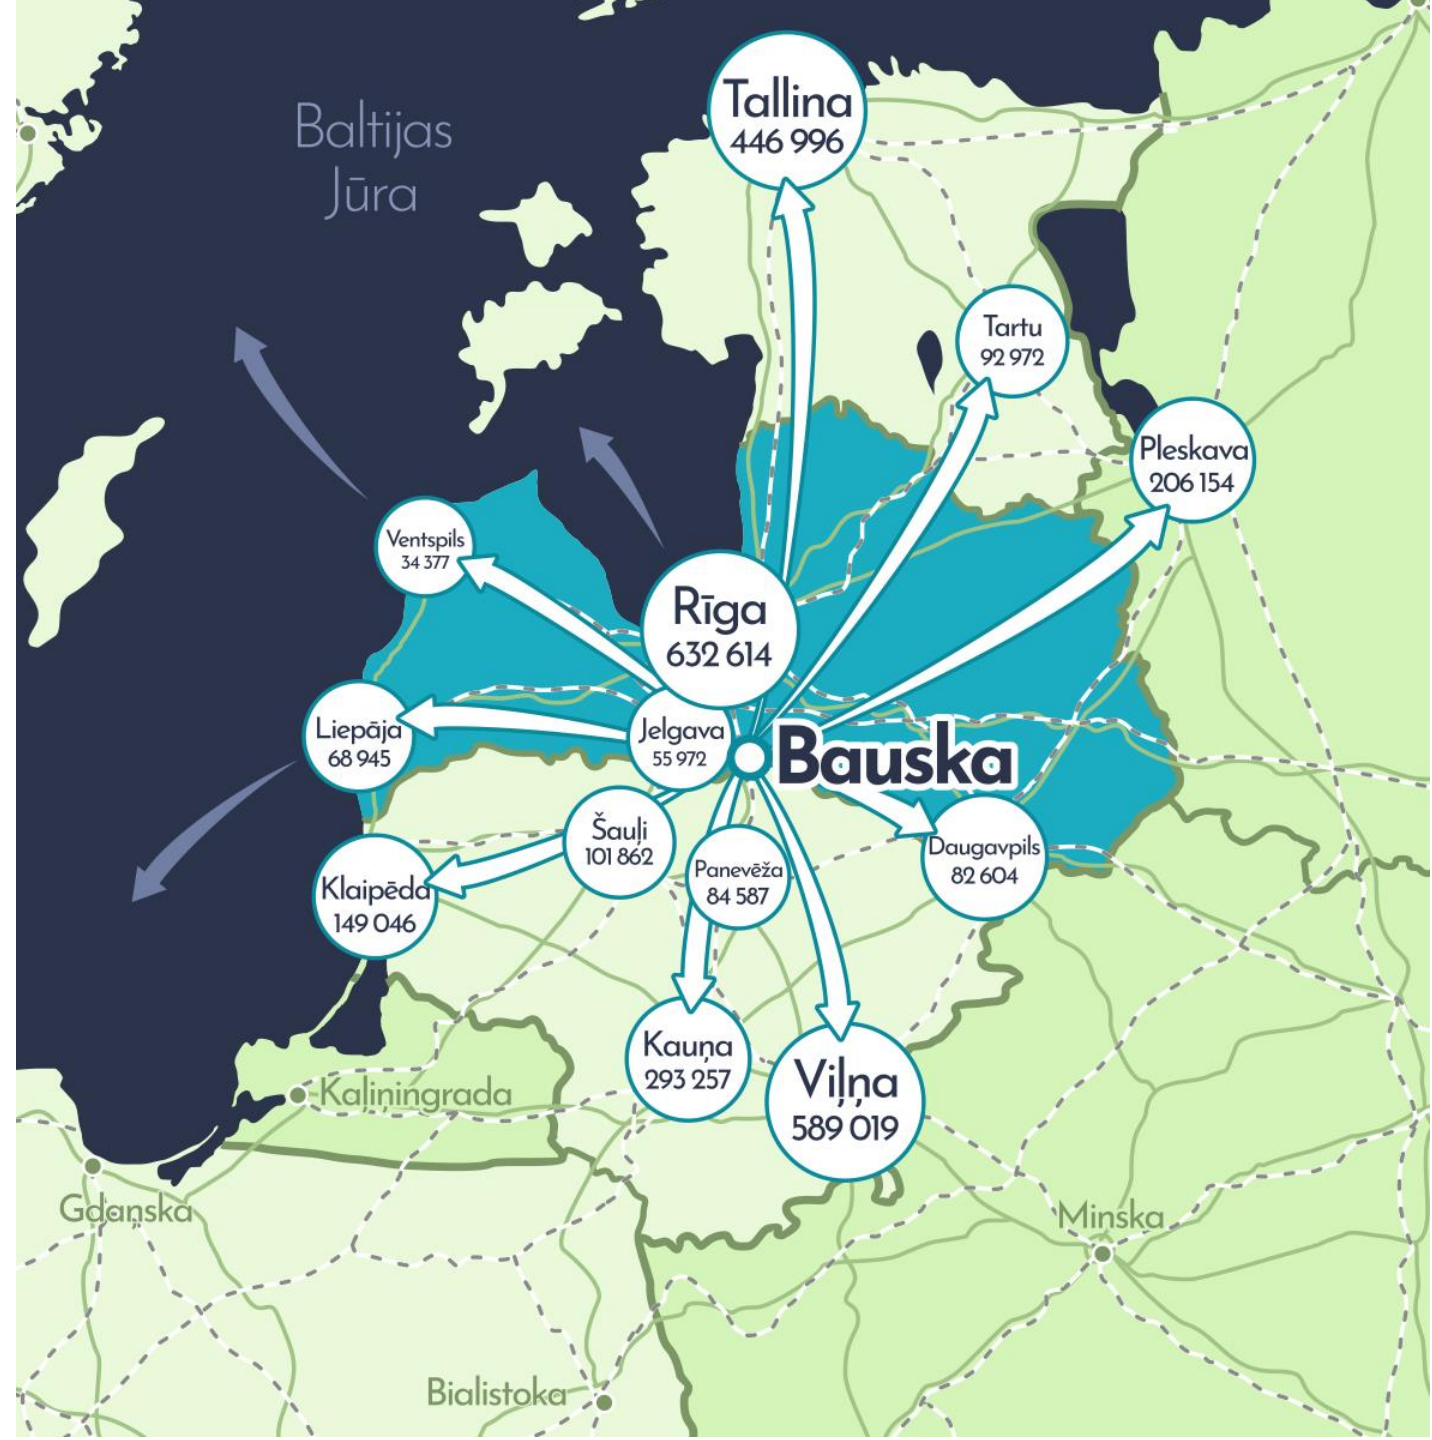 Baltijas
Jūra
Tallina
446 996
Tartu
92 972
Pleskava
206 154
Ventspils
34 377
Rīga
632 614
Liepāja
68 945
Jelgava
55 972
Bauska
Šauļi
101 862
Panevēža
84 587
Daugavpils
82 604
Klaipēda
149 046
Kauņa
293 257
Viļņa
589 019
Kaļiņingrada
Gdaņska
Minska
Bialistoka